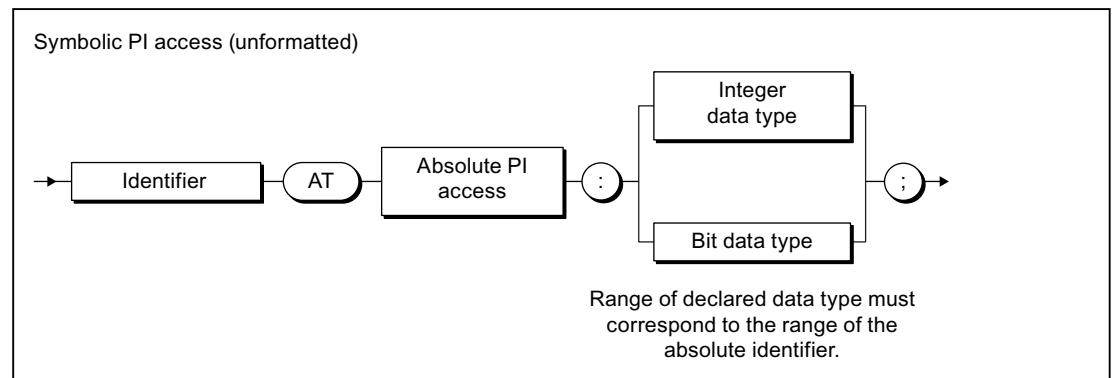 Symbolic PI access (unformatted)
Integer
data type
Identifier
AT
Absolute PI
access
:
;
Bit data type
Range of declared data type must
correspond to the range of the
absolute identifier.